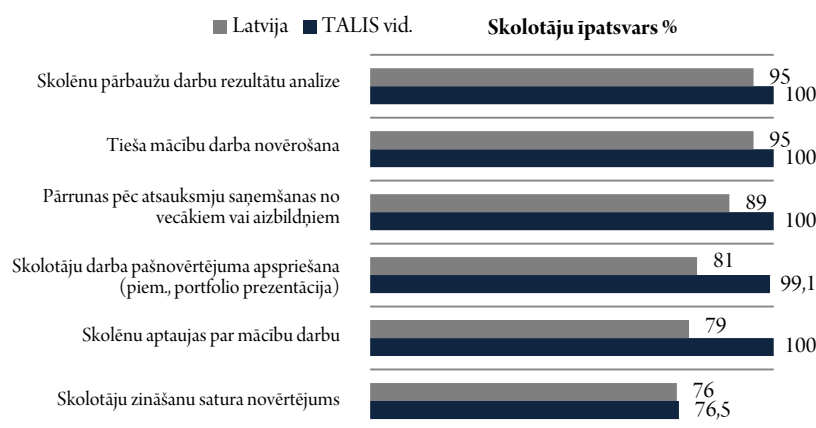 Latvija TALIS vid. Skolotāju īpatsvars %
Skolēnu pārbaužu darbu rezultātu analīze 95
100
Tieša mācību darba novērošana 95
100
Pārrunas pēc atsauksmju saņemšanas no
vecākiem vai aizbildņiem 89
100
Skolotāju darba pašnovērtējuma apspriešana 81
(piem., portfolio prezentācija) 99,1
Skolēnu aptaujas par mācību darbu 79
100
Skolotāju zināšanu satura novērtējums 76
76,5